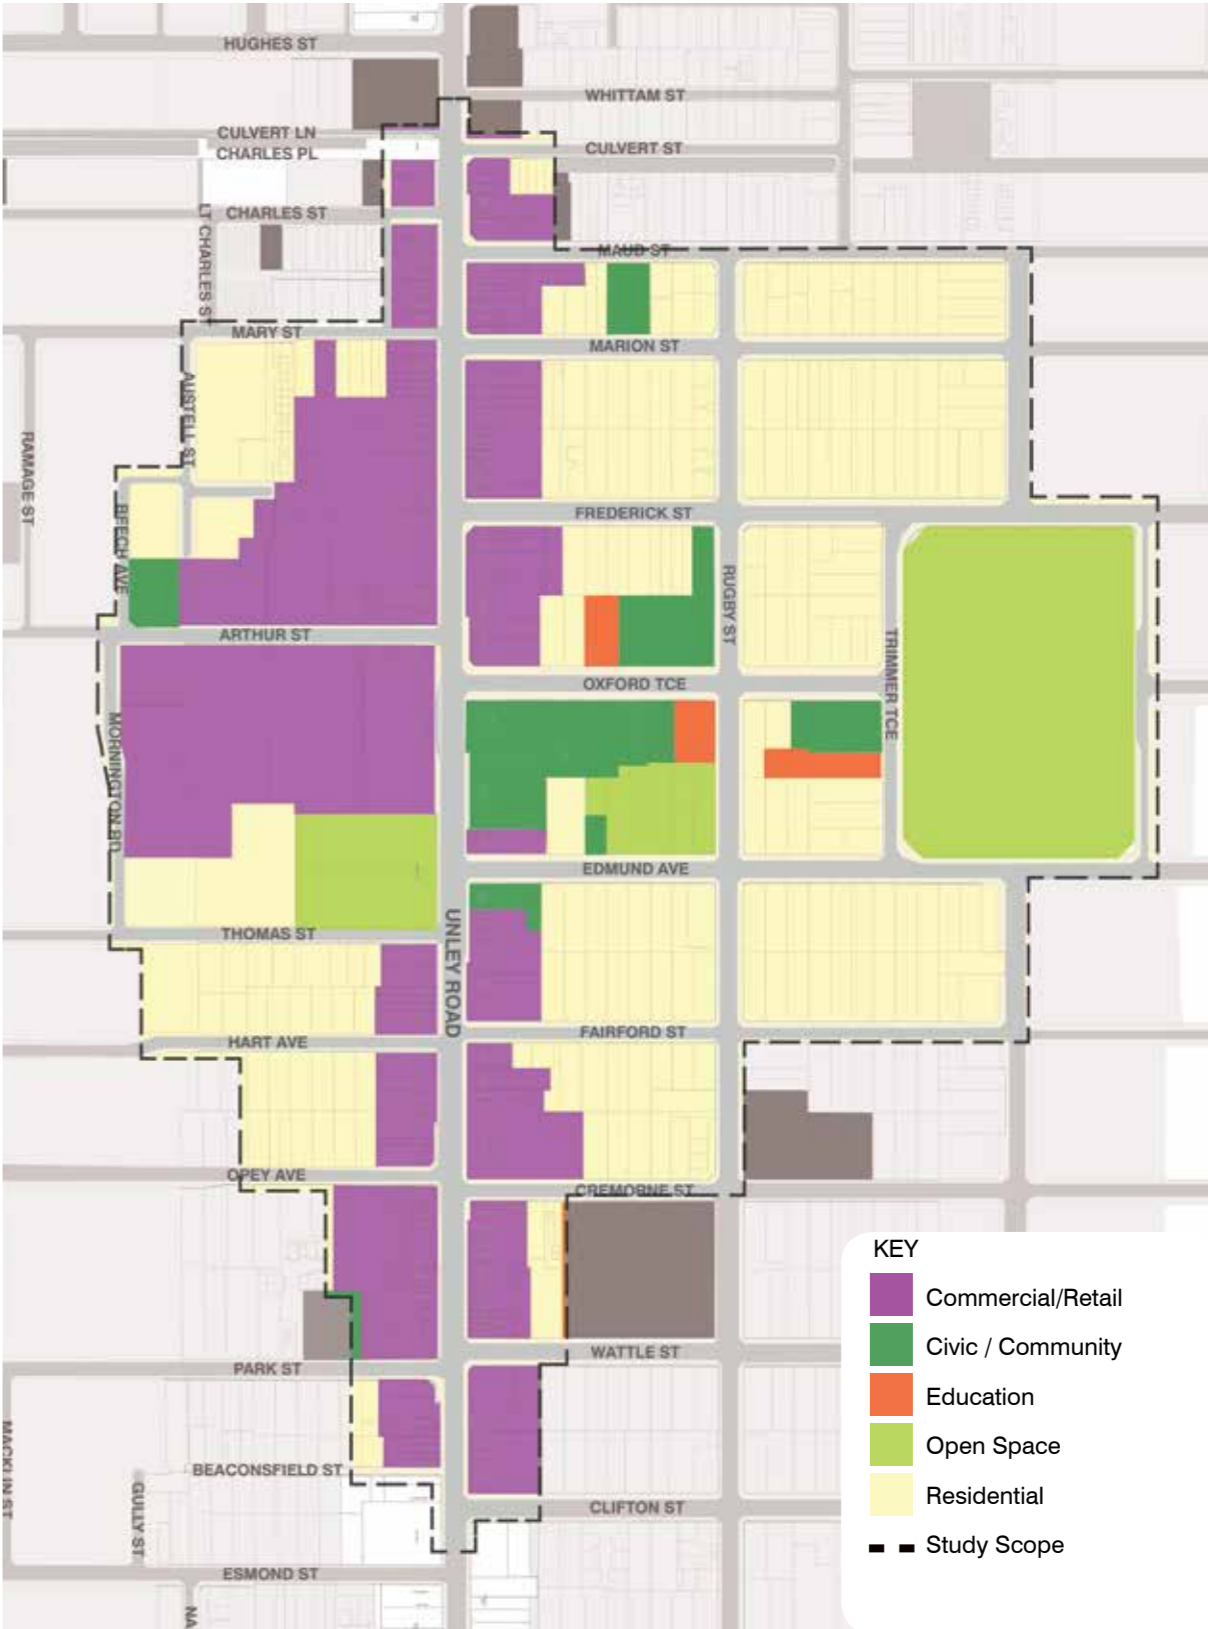 HUGHES ST
WHITTAM ST
CULVERT LN
CHARLES PL
CULVERT ST
LT CHARLES S
CHARLES ST
MAUD ST
MARY ST
MARION ST
AUSTELL ST
RAMAGE ST
BEECH AVE
FREDERICK ST
RUGBY ST
ARTHUR ST
TRIMMER TCE
OXFORD TCE
MORNINGTON RD
EDMUND AVE
UNLEY ROAD
THOMAS ST
FAIRFORD ST
HART AVE
OPEY AVE
CREMORNE ST
WATTLE ST
PARK ST
MACKLIN ST
BEACONSFIELD ST
GULLY ST
CLIFTON ST
ESMOND ST
NA
KEY
Commercial/Retail
Civic / Community
Education
Open Space
Residential
Study Scope